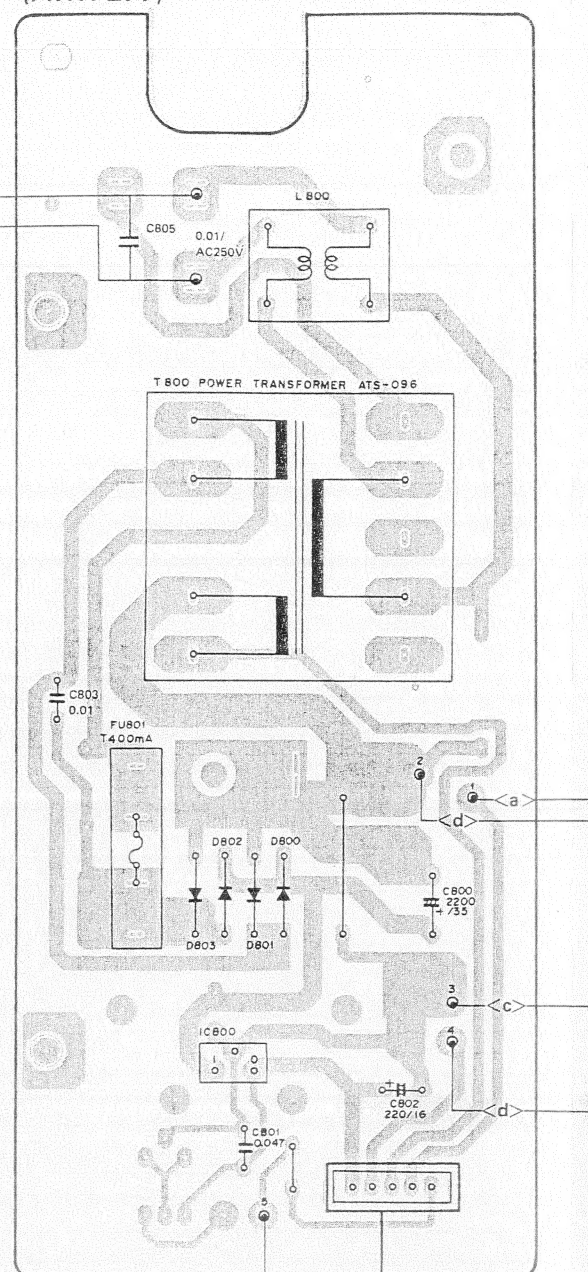 L 800
C805
0.01/
AC250V
T800 POWER TRANSFORMER ATS-096
C803
0.01
FU801
T400mA
2
1
<a>
<d>
D802
D800
C800
2200
+/35
D803
D801
3
<c>
IC800
4
1
+
C802
220/16
<d>
C801
0.047
5